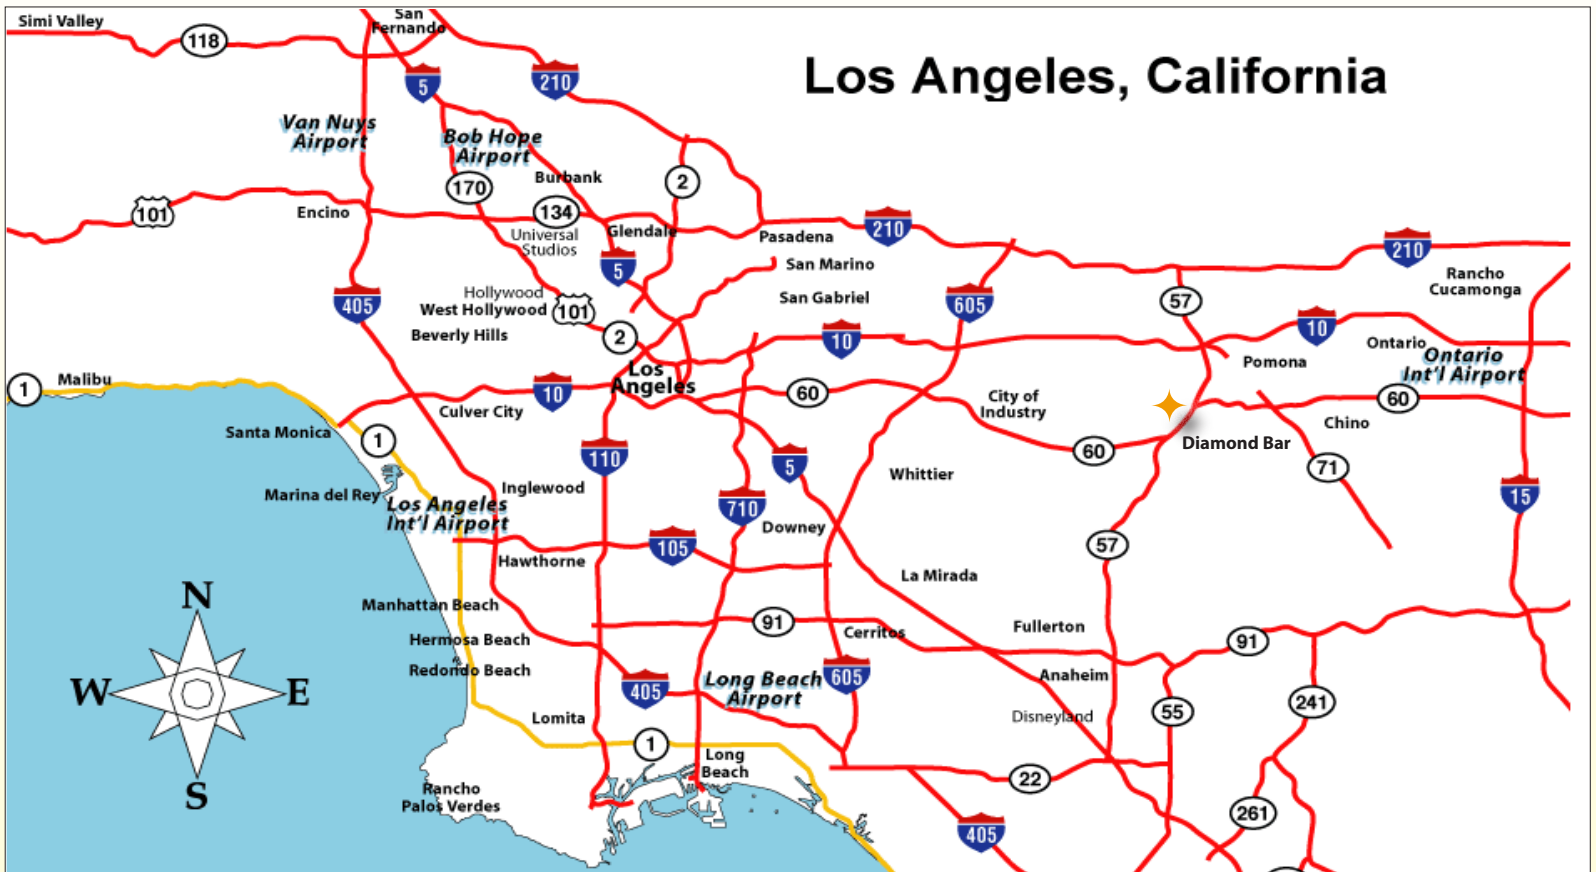 Simi Valley
San
Fernando
118
5
210
Los Angeles, California
Van Nuys
Airport
Bob Hope
Airport
Burbank
170
2
101
Encino
134
Universal
Studios
Glendale
Pasadena
210
210
5
San Marino
Rancho
Cucamonga
Hollywood
West Hollywood
101
San Gabriel
405
605
57
Beverly Hills
2
10
10
Ontario
Ontario
Int'l Airport
Pomona
1
Malibu
Los
Angeles
10
60
City of
Industry
60
Culver City
Chino
Santa Monica
1
Diamond Bar
60
110
5
71
Whittier
Inglewood
Marina del Rey
Los Angeles
Int'l Airport
710
15
Downey
105
57
Hawthorne
La Mirada
N
Manhattan Beach
91
Cerritos
Fullerton
91
Hermosa Beach
Redondo Beach
W
E
405
Long Beach
Airport
605
Anaheim
Disneyland
55
241
Lomita
1
Long
Beach
22
S
Rancho
Palos Verdes
261
405